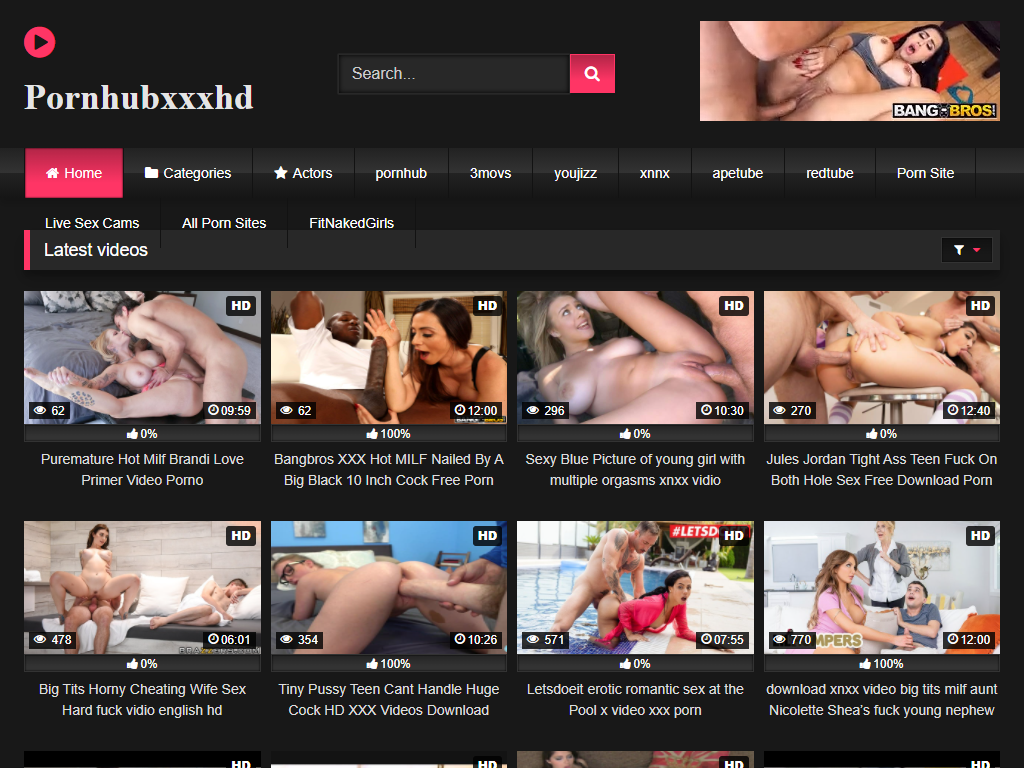 Pornhubxxxhd
Search...
BANGBROS!
Home
Categories
Actors
pornhub
3movs
youjizz
xnnx
apetube
redtube
Porn Site
Live Sex Cams
All Porn Sites
FitNakedGirls
Latest videos
HD
62
09:59
0%
Puremature Hot Milf Brandi Love
Primer Video Porno
HD
62
12:00
100%
Bangbros XXX Hot MILF Nailed By A
Big Black 10 Inch Cock Free Porn
HD
296
10:30
0%
Sexy Blue Picture of young girl with
multiple orgasms xnxx vidio
HD
270
12:40
0%
Jules Jordan Tight Ass Teen Fuck On
Both Hole Sex Free Download Porn
HD
478
06:01
0%
Big Tits Horny Cheating Wife Sex
Hard fuck vidio english hd
HD
354
10:26
100%
Tiny Pussy Teen Cant Handle Huge
Cock HD XXX Videos Download
#LETSD
HD
571
07:55
0%
Letsdoeit erotic romantic sex at the
Pool x video xxx porn
HD
770
12:00
100%
download xnxx video big tits milf aunt
Nicolette Shea's fuck young nephew
HD
HD
HD
HD